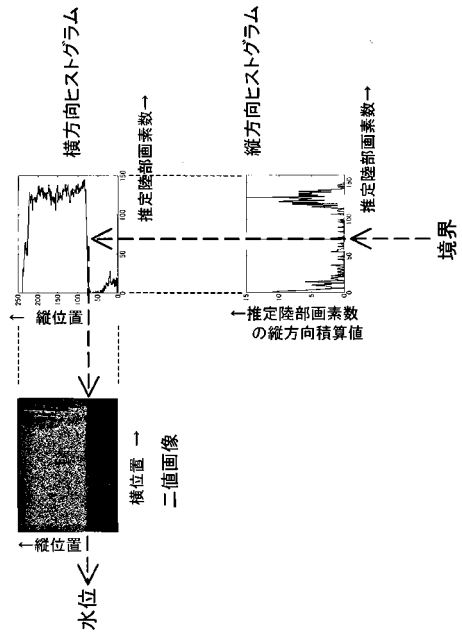 横方向ヒストグラム
縦方向ヒストグラム
250
200
150
100
50
0
↑ 縦位置
0
50
100
150
推定陸部画素数→
15
10
5
0
←推定陸部画素数
の縦方向積算値
0
50
100
150
推定陸部画素数→
境界
↑縦位置
横位置 →
二値画像
水位